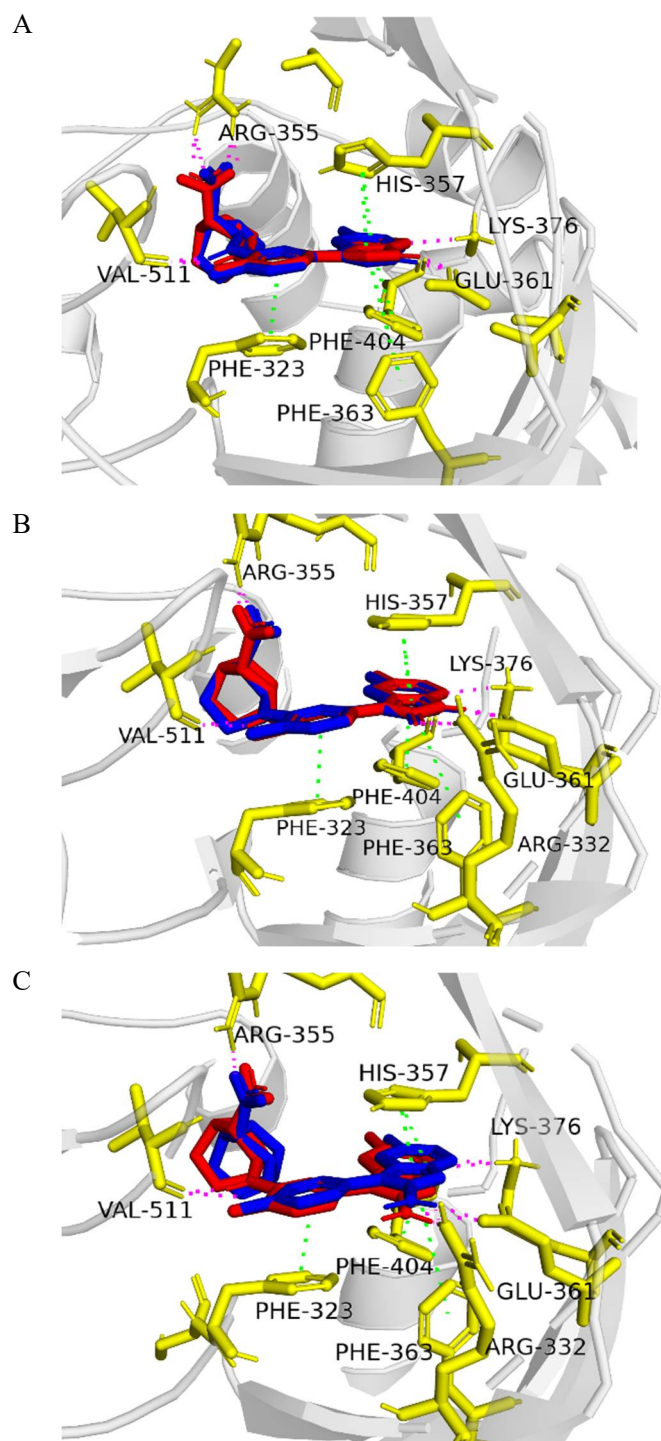 A
ARG-355
HIS-357
LYS-376
VAL-511
GLU-361
PHE-404
PHE-323
PHE-363
B
ARG-355
HIS-357
LYS-376
VAL-511
GLU-361
PHE-404
PHE-323
PHE-363
ARG-332
C
ARG-355
HIS-357
LYS-376
VAL-511
PHE-404
GLU-361
PHE-323
PHE-363
ARG-332